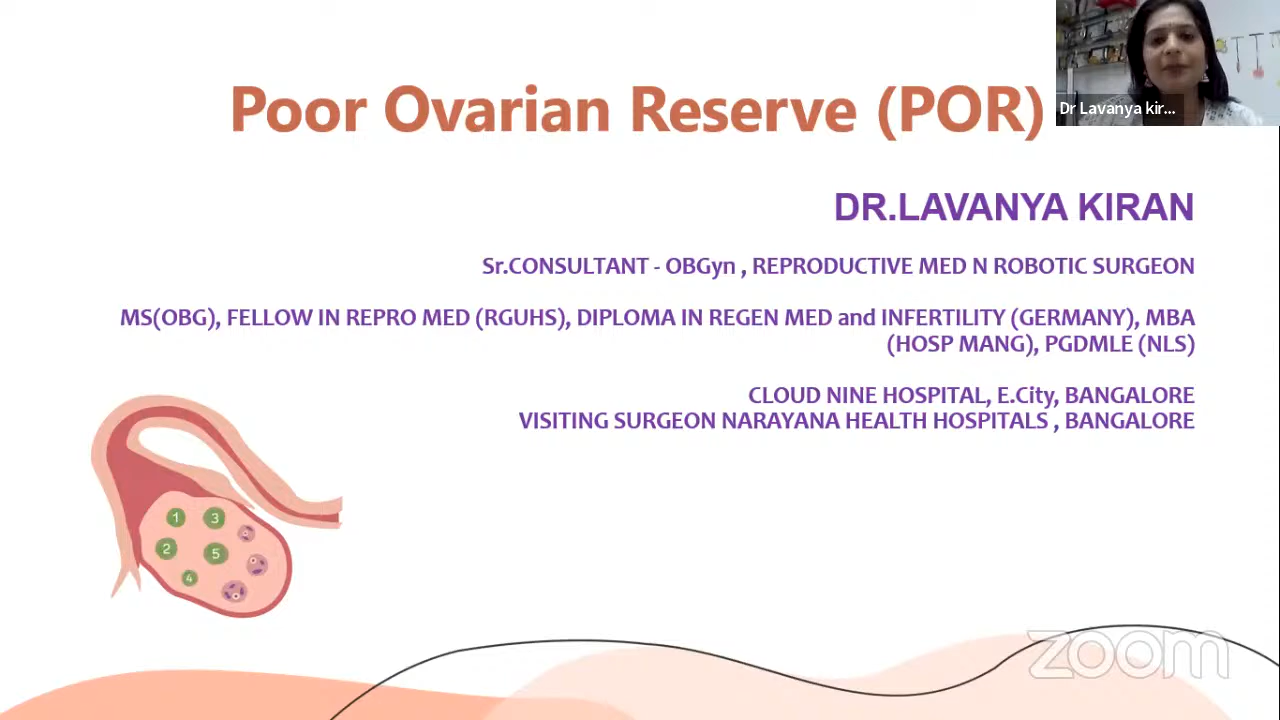 Poor Ovarian Reserve (POR)
Dr Lavanya kir...
DR.LAVANYA KIRAN
Sr.CONSULTANT - OBGyn , REPRODUCTIVE MED N ROBOTIC SURGEON
MS(OBG), FELLOW IN REPRO MED (RGUHS), DIPLOMA IN REGEN MED and INFERTILITY (GERMANY), MBA
(HOSP MANG), PGDMLE (NLS)
CLOUD NINE HOSPITAL, E.City, BANGALORE
VISITING SURGEON NARAYANA HEALTH HOSPITALS , BANGALORE
1 3
2 5
4
zoom